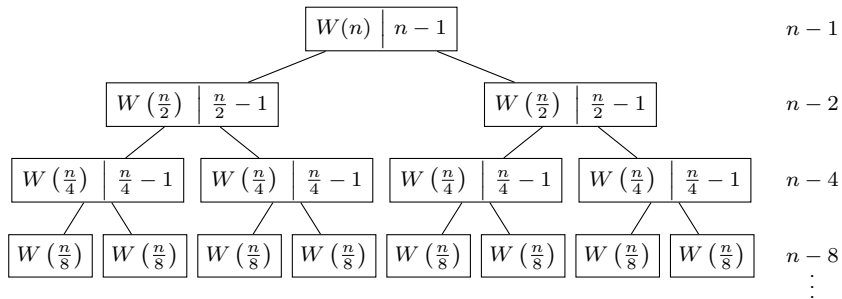 W(n) | n − 1 n − 1
W(n/2) | n/2 − 1 W(n/2) | n/2 − 1 n − 2
W(n/4) | n/4 − 1 W(n/4) | n/4 − 1 W(n/4) | n/4 − 1 W(n/4) | n/4 − 1 n − 4
W(n/8) W(n/8) W(n/8) W(n/8) W(n/8) W(n/8) W(n/8) W(n/8) n − 8
⋮